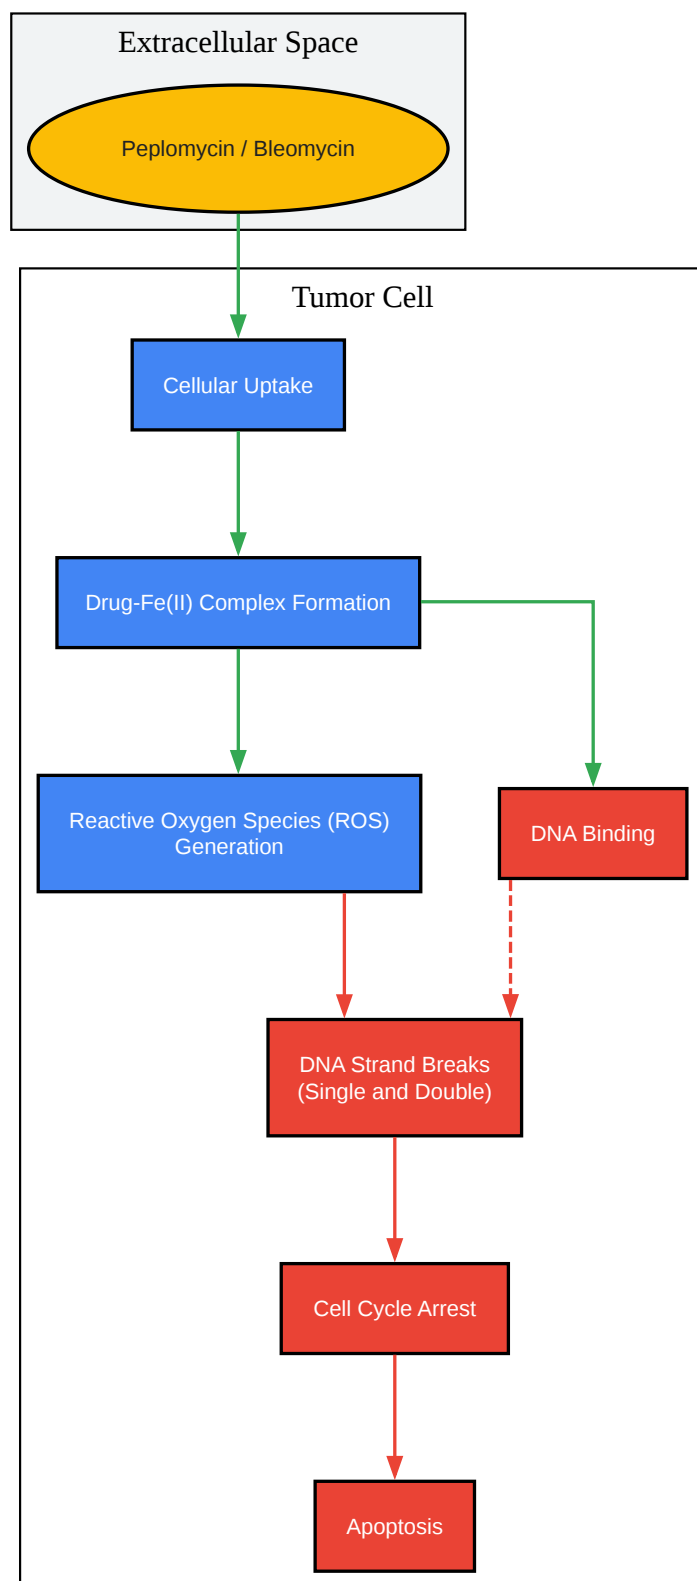 Extracellular Space
Peplomycin / Bleomycin
Tumor Cell
Cellular Uptake
Drug-Fe(II) Complex Formation
Reactive Oxygen Species (ROS)
Generation
DNA Binding
DNA Strand Breaks
(Single and Double)
Cell Cycle Arrest
Apoptosis